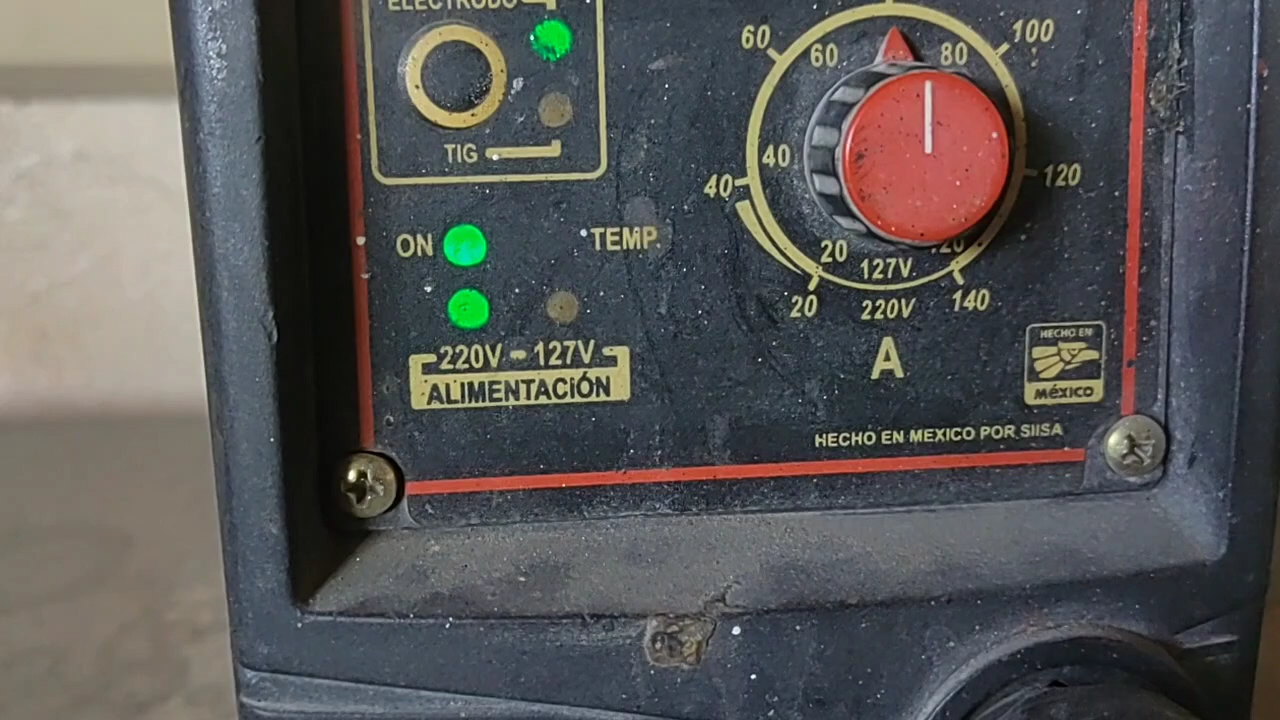 ELECTRODO
TIG
ON
TEMP.
220V - 127V
ALIMENTACIÓN
60
100
60
80
40
120
40
20
127V.
20
220V
140
A
HECHO EN
MéXICO
HECHO EN MEXICO POR SIISA